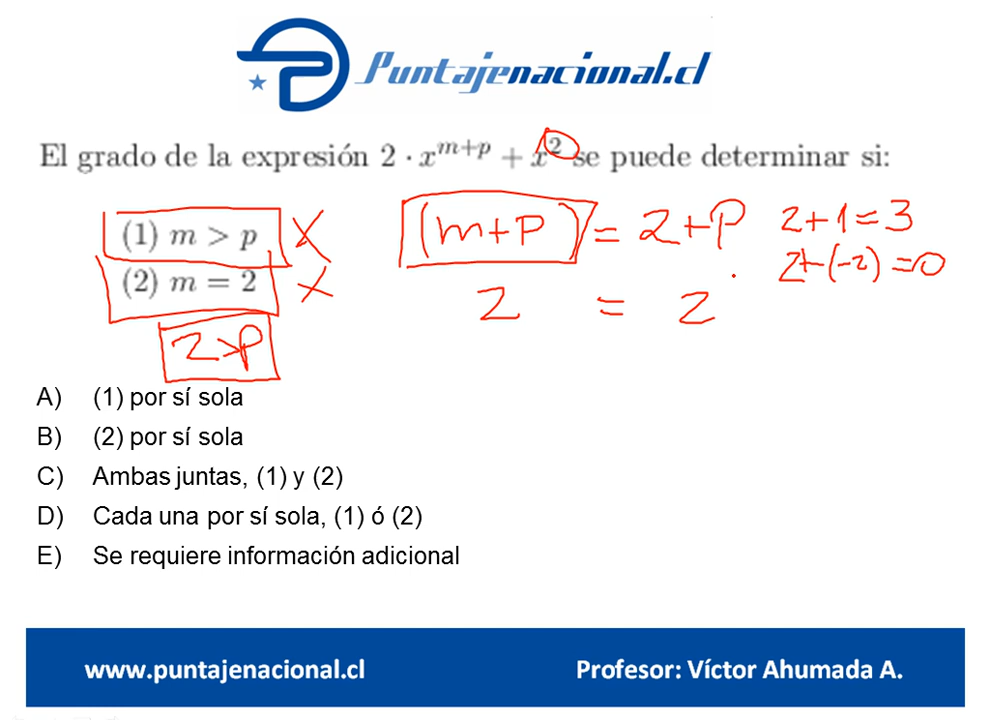 Puntajenacional.cl
El grado de la expresión 2 · x^{m+p} + x^2 se puede determinar si:
(1) m > p X
(2) m = 2 X
2>P
(m+P) = 2+P
2 = 2
2+1=3
2+(-2)=0
A) (1) por sí sola
B) (2) por sí sola
C) Ambas juntas, (1) y (2)
D) Cada una por sí sola, (1) ó (2)
E) Se requiere información adicional
www.puntajenacional.cl Profesor: Víctor Ahumada A.